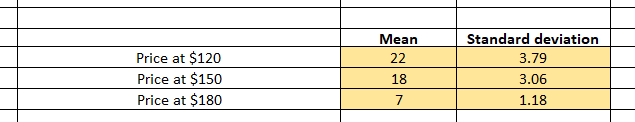 Mean Standard deviation
Price at $120 22 3.79
Price at $150 18 3.06
Price at $180 7 1.18